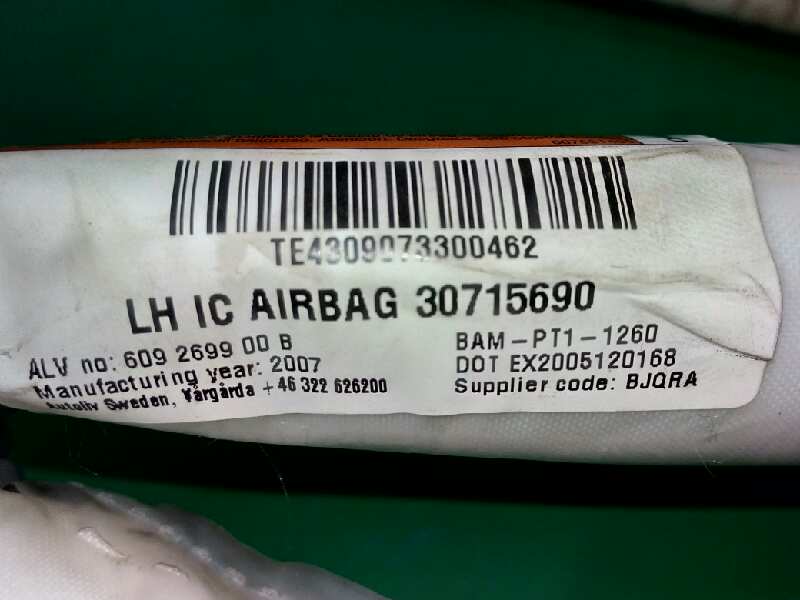 TE4309073300462
LH IC AIRBAG 30715690
ALV no: 609 2699 00 B
Manufacturing year: 2007
Autoliv Sweden, Vårgårda +46 322 626200
BAM-PT1-1260
DOT EX2005120168
Supplier code: BJQRA